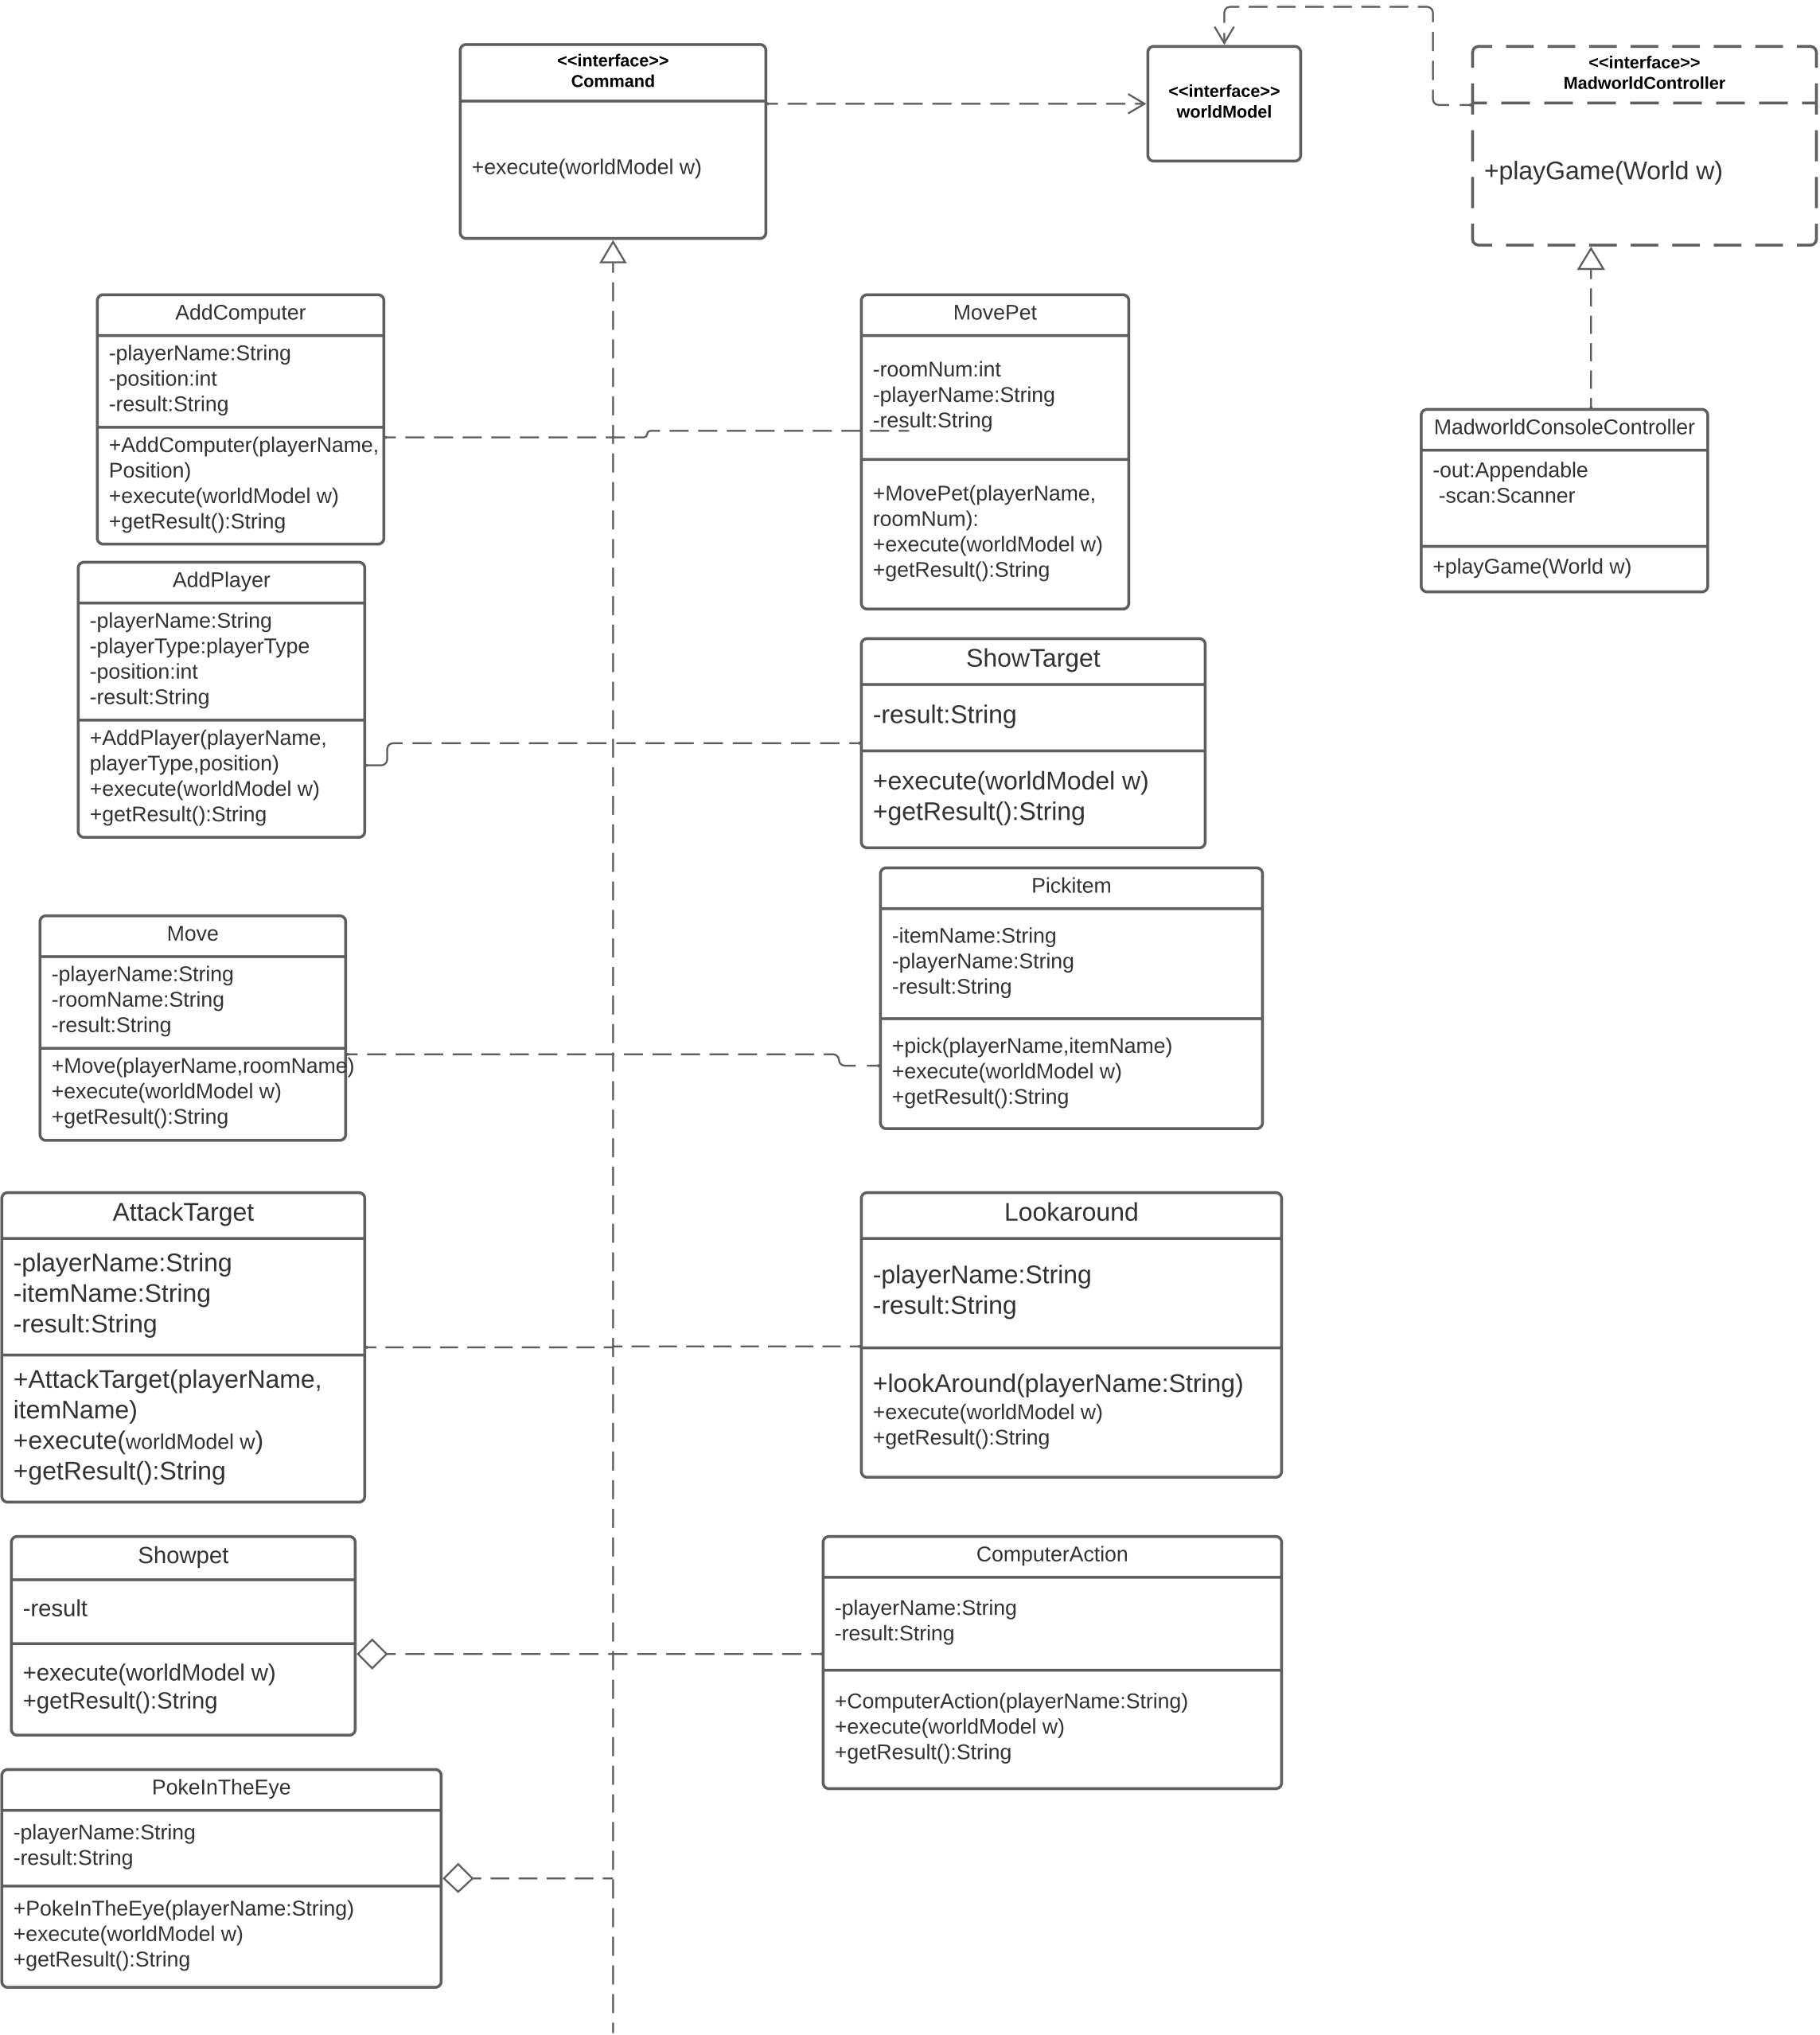 <<interface>>
Command
+execute(worldModel w)
<<interface>>
worldModel
<<interface>>
MadworldController
+playGame(World w)
AddComputer
-playerName:String
-position:int
-result:String
+AddComputer(playerName,
Position)
+execute(worldModel w)
+getResult():String
MovePet
-roomNum:int
-playerName:String
-result:String
+MovePet(playerName,
roomNum):
+execute(worldModel w)
+getResult():String
MadworldConsoleController
-out:Appendable
-scan:Scanner
+playGame(World w)
AddPlayer
-playerName:String
-playerType:playerType
-position:int
-result:String
+AddPlayer(playerName,
playerType,position)
+execute(worldModel w)
+getResult():String
ShowTarget
-result:String
+execute(worldModel w)
+getResult():String
Pickitem
-itemName:String
-playerName:String
-result:String
+pick(playerName,itemName)
+execute(worldModel w)
+getResult():String
Move
-playerName:String
-roomName:String
-result:String
+Move(playerName,roomName)
+execute(worldModel w)
+getResult():String
AttackTarget
-playerName:String
-itemName:String
-result:String
+AttackTarget(playerName,
itemName)
+execute(worldModel w)
+getResult():String
Lookaround
-playerName:String
-result:String
+lookAround(playerName:String)
+execute(worldModel w)
+getResult():String
Showpet
-result
+execute(worldModel w)
+getResult():String
ComputerAction
-playerName:String
-result:String
+ComputerAction(playerName:String)
+execute(worldModel w)
+getResult():String
PokeInTheEye
-playerName:String
-result:String
+PokeInTheEye(playerName:String)
+execute(worldModel w)
+getResult():String